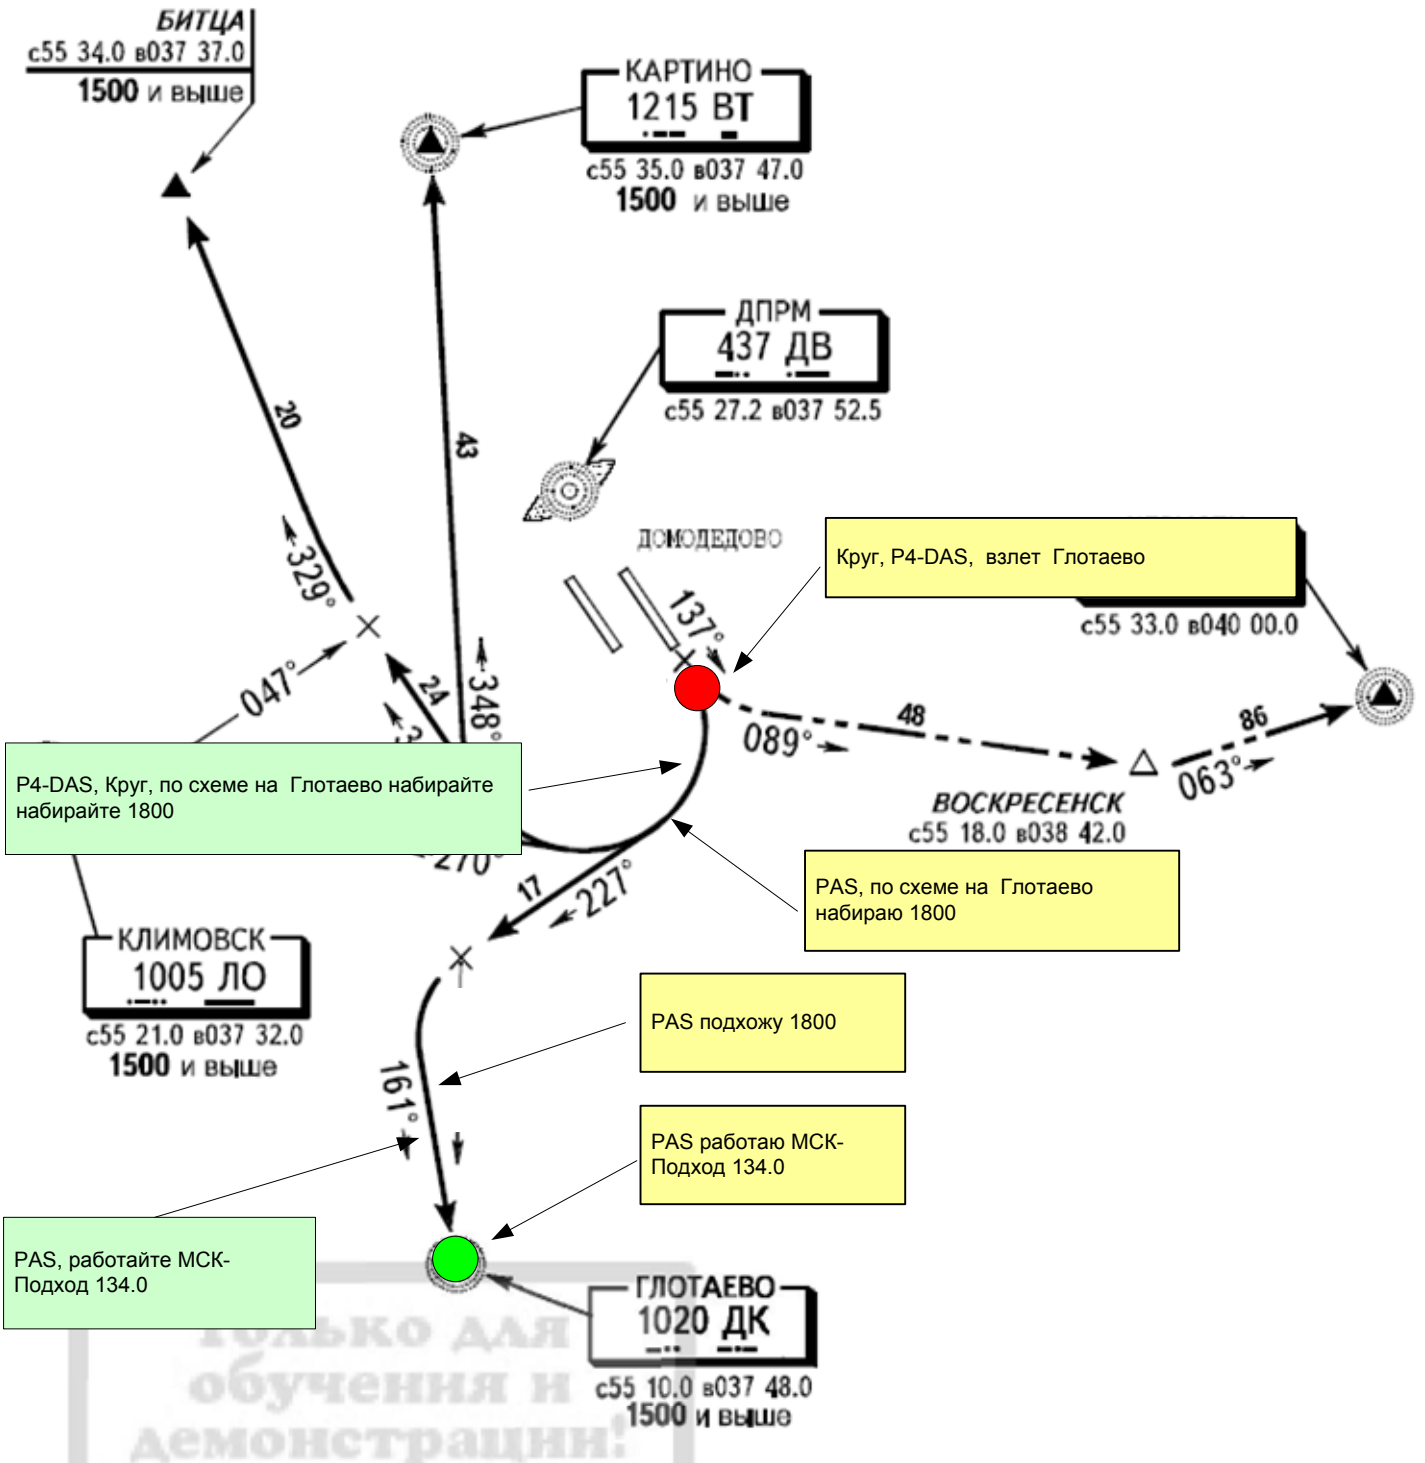 БИТЦА
с55 34.0 в037 37.0
1500 и выше
КАРТИНО
1215 ВТ
с55 35.0 в037 47.0
1500 и выше
ДПРМ
437 ДВ
с55 27.2 в037 52.5
20
43
ДОМОДЕДОВО
Круг, P4-DAS, взлет Глотаево
с55 33.0 в040 00.0
329°
137°
047°
24
348°
089°
48
86
063°
ВОСКРЕСЕНСК
с55 18.0 в038 42.0
P4-DAS, Круг, по схеме на Глотаево набирайте
набирайте 1800
270°
17
227°
PAS, по схеме на Глотаево
набираю 1800
КЛИМОВСК
1005 ЛО
с55 21.0 в037 32.0
1500 и выше
PAS подхожу 1800
161°
PAS работаю МСК-
Подход 134.0
PAS, работайте МСК-
Подход 134.0
ГЛОТАЕВО
1020 ДК
с55 10.0 в037 48.0
1500 и выше
Только для
обучения и
демонстрации!